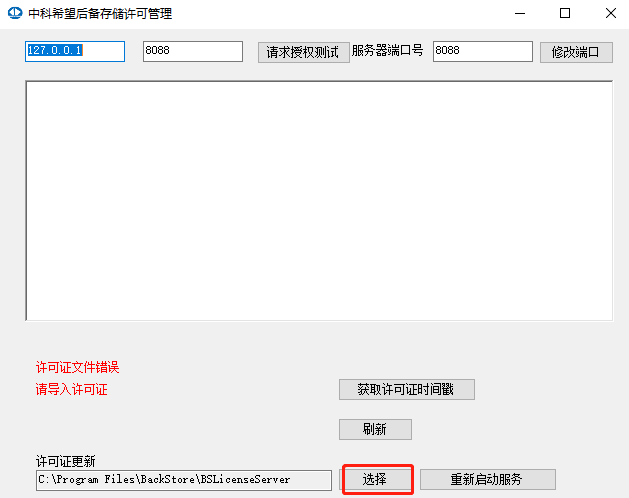 中科希望后备存储许可管理
127.0.0.1 8088 请求授权测试 服务器端口号 8088 修改端口
许可证文件错误
请导入许可证 获取许可证时间戳
刷新
许可证更新
C:\Program Files\BackStore\BSLicenseServer 选择 重新启动服务